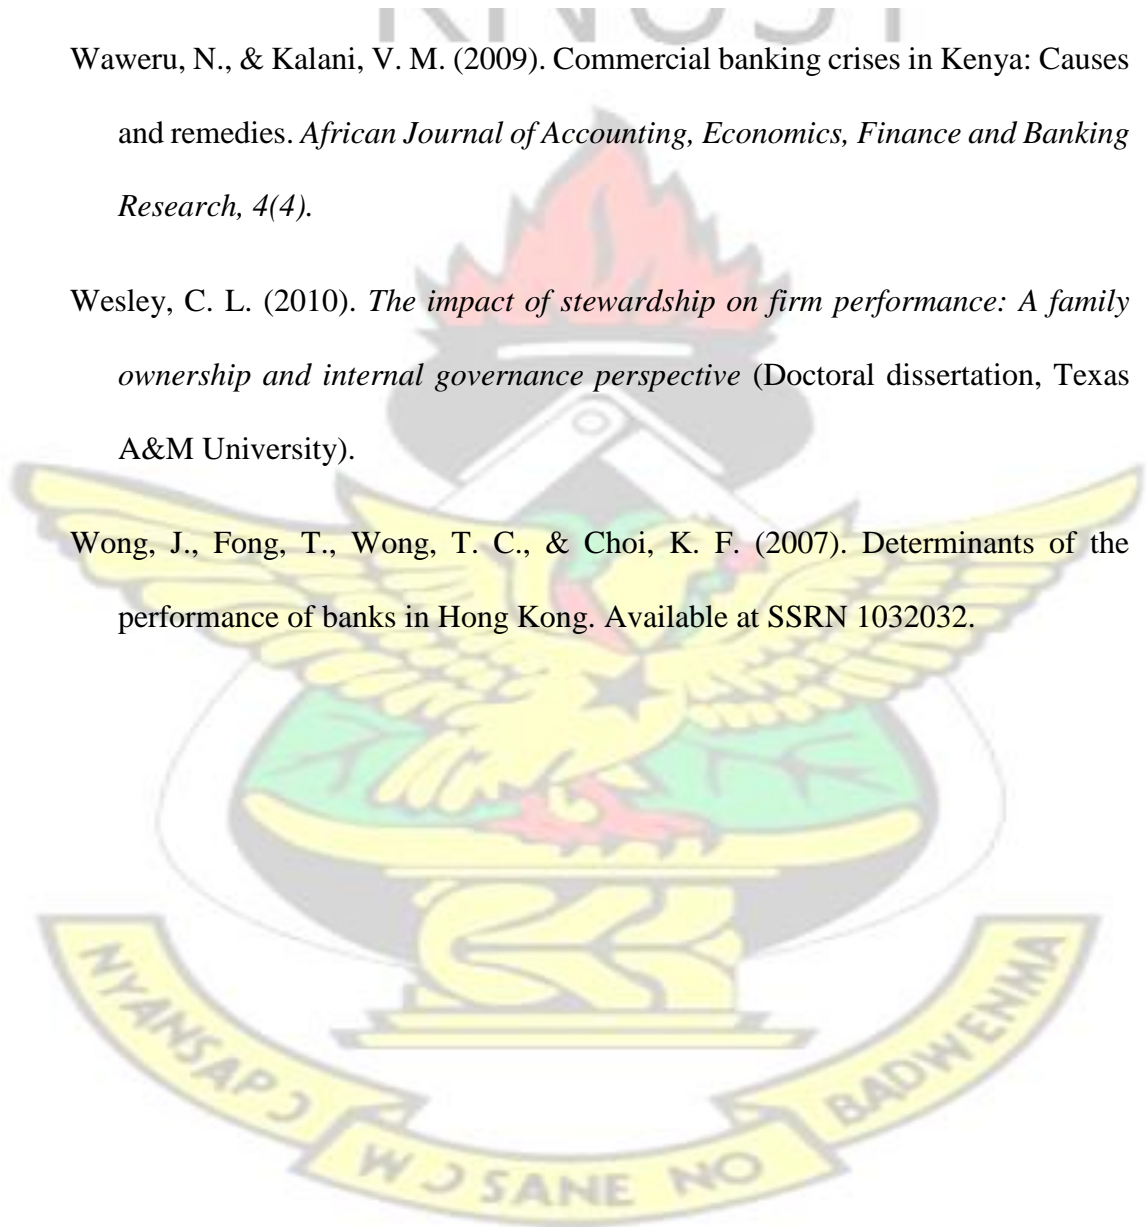 KNUST
Waweru, N., & Kalani, V. M. (2009). Commercial banking crises in Kenya: Causes
and remedies. African Journal of Accounting, Economics, Finance and Banking
Research, 4(4).
Wesley, C. L. (2010). The impact of stewardship on firm performance: A family
ownership and internal governance perspective (Doctoral dissertation, Texas
A&M University).
Wong, J., Fong, T., Wong, T. C., & Choi, K. F. (2007). Determinants of the
performance of banks in Hong Kong. Available at SSRN 1032032.
NYANSAPƆ
WƆ SANE NO
BADWENMA